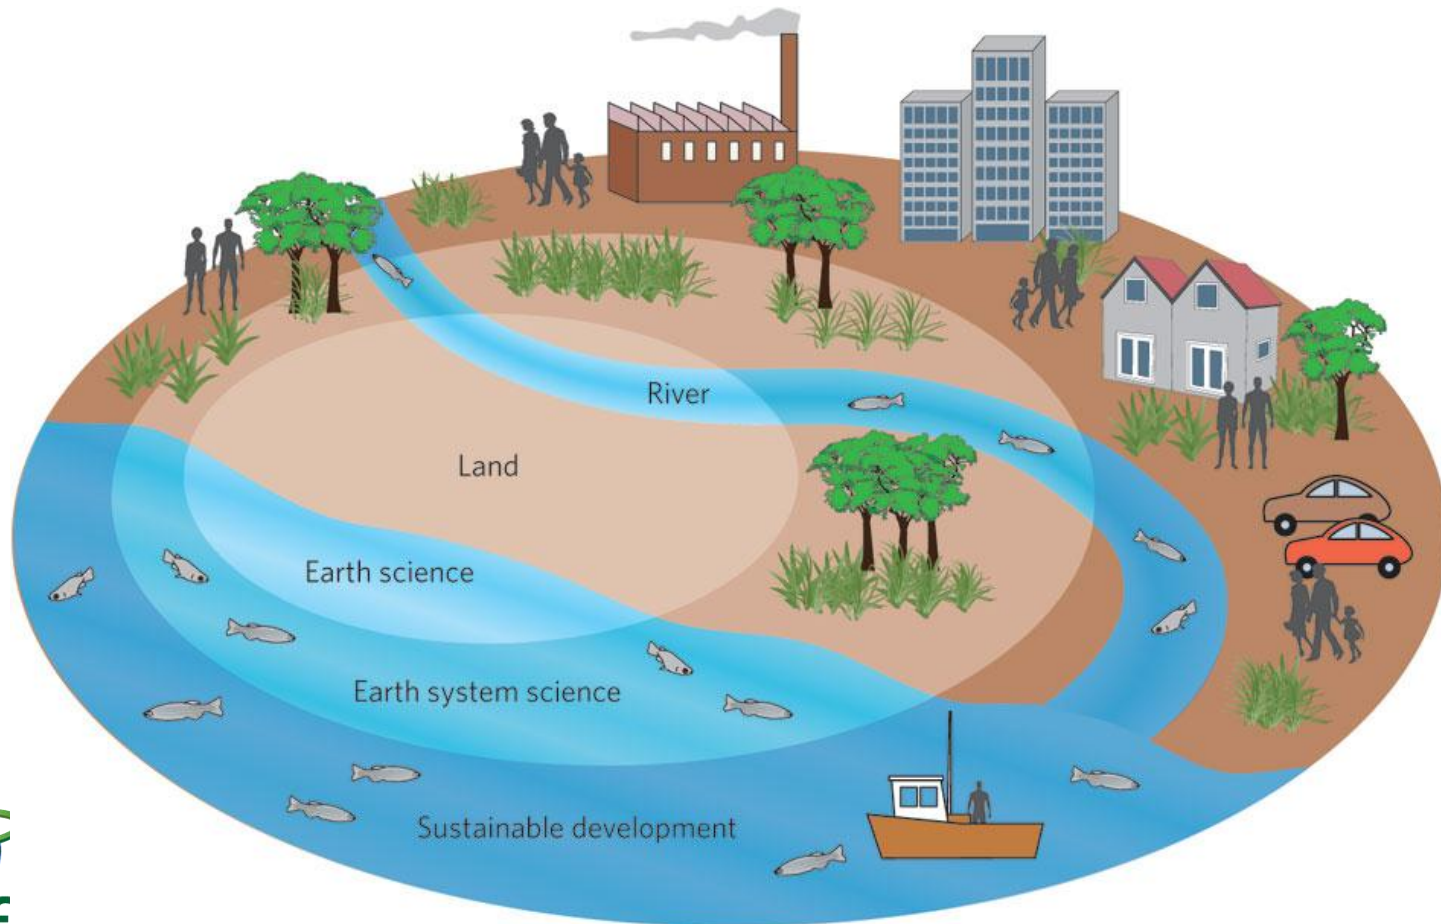 River
Land
Earth science
Earth system science
Sustainable development